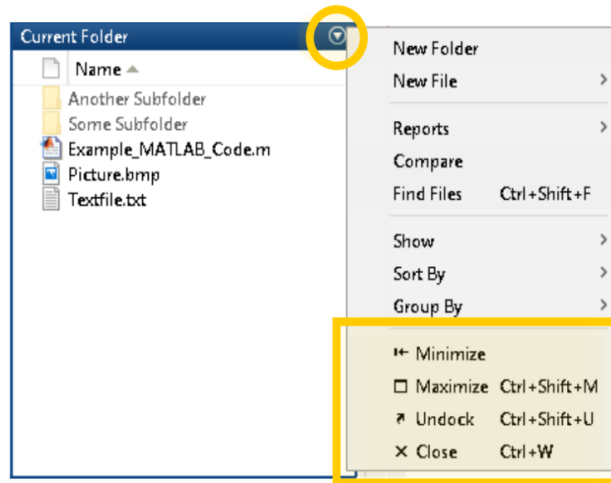 Current Folder
Name
Another Subfolder
Some Subfolder
Example_MATLAB_Code.m
Picture.bmp
Textfile.txt
New Folder
New File
Reports
Compare
Find Files Ctrl+Shift+F
Show
Sort By
Group By
Minimize
Maximize Ctrl+Shift+M
Undock Ctrl+Shift+U
Close Ctrl+W